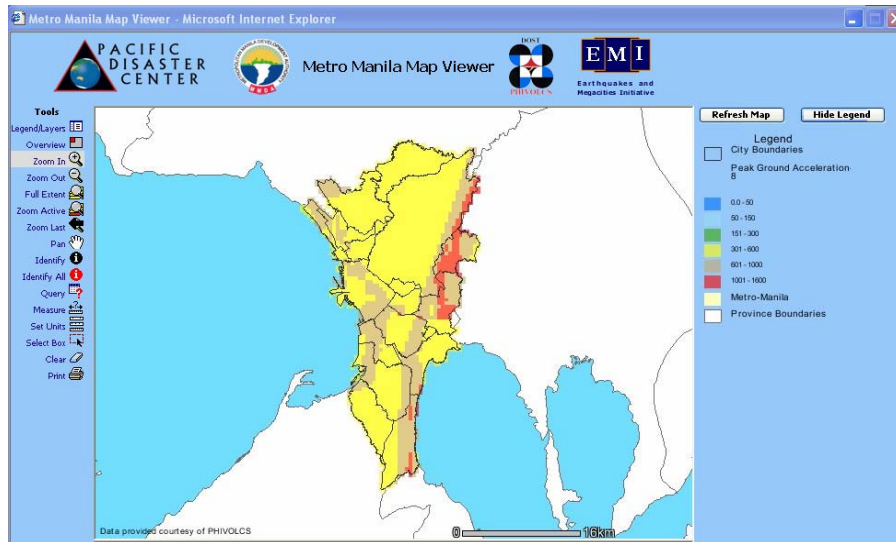 Metro Manila Map Viewer - Microsoft Internet Explorer
PACIFIC
DISASTER
CENTER
MMDA
Metro Manila Map Viewer
DOST
PHIVOLCS
EMI
Earthquakes and
Megacities Initiative
Tools
Legend/Layers
Overview
Zoom In
Zoom Out
Full Extent
Zoom Active
Zoom Last
Pan
Identify
Identify All
Query
Measure
Set Units
Select Box
Clear
Print
Data provided courtesy of PHIVOLCS
0 16km
Refresh Map Hide Legend
Legend
City Boundaries
Peak Ground Acceleration-
8
0.0 - 50
50 - 150
151 - 300
301 - 600
601 - 1000
1001 - 1600
Metro-Manila
Province Boundaries